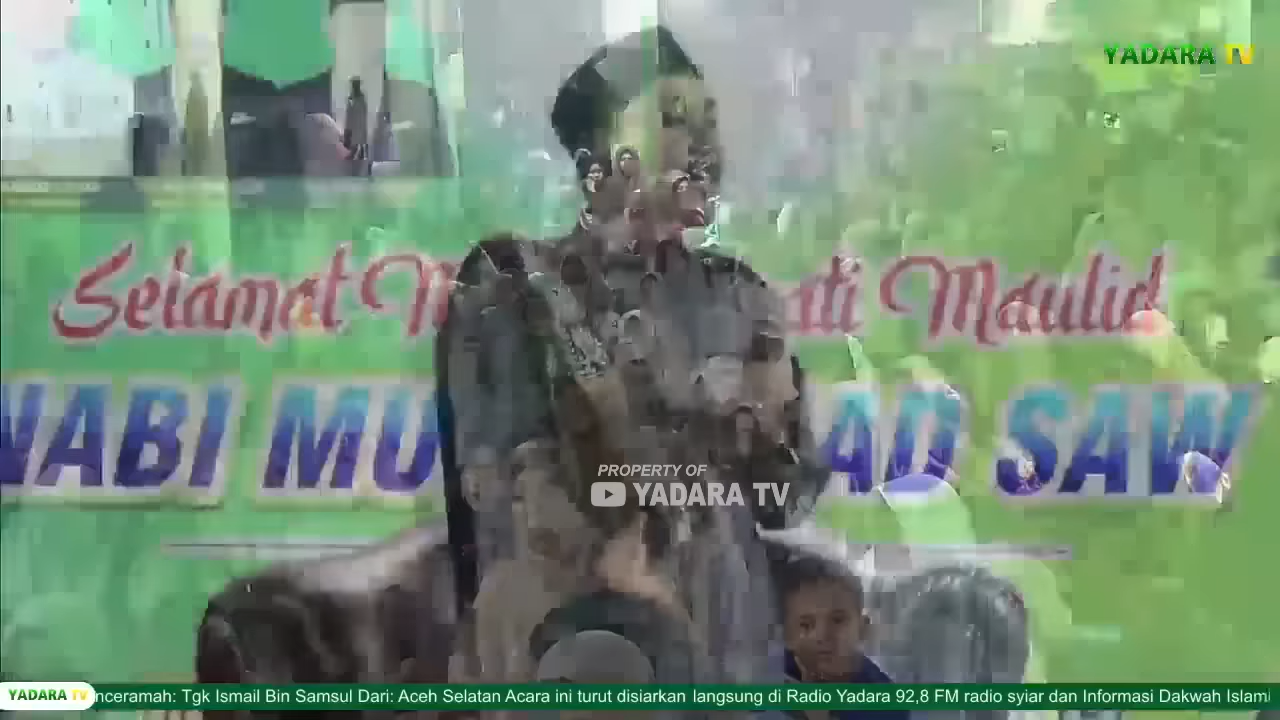 YADARA TV
Selamat ati Maulid
NABI MU AD SAW
PROPERTY OF
YADARA TV
YADARA TV
nceramah: Tgk Ismail Bin Samsul Dari: Aceh Selatan Acara ini turut disiarkan langsung di Radio Yadara 92,8 FM radio syiar dan Informasi Dakwah Islam